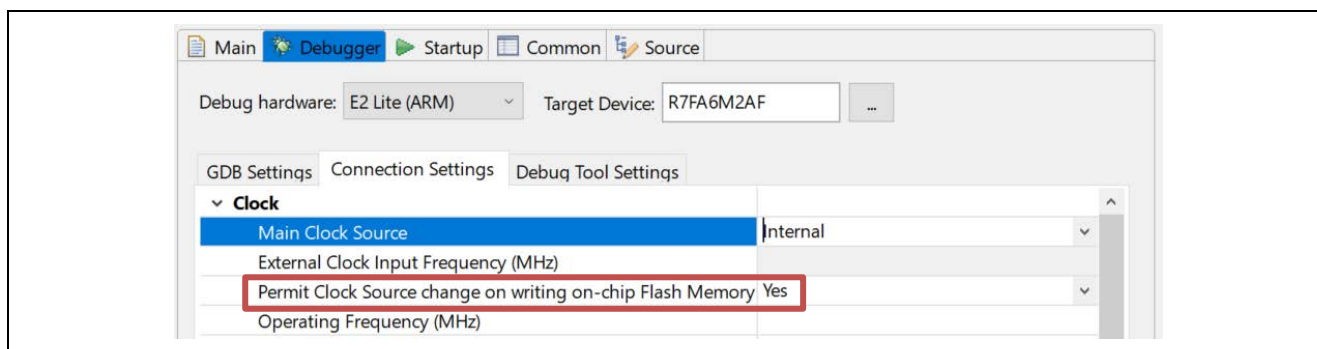 Main Debugger Startup Common Source
Debug hardware: E2 Lite (ARM) Target Device: R7FA6M2AF ...
GDB Settings Connection Settings Debug Tool Settings
Clock
Main Clock Source Internal
External Clock Input Frequency (MHz)
Permit Clock Source change on writing on-chip Flash Memory Yes
Operating Frequency (MHz)